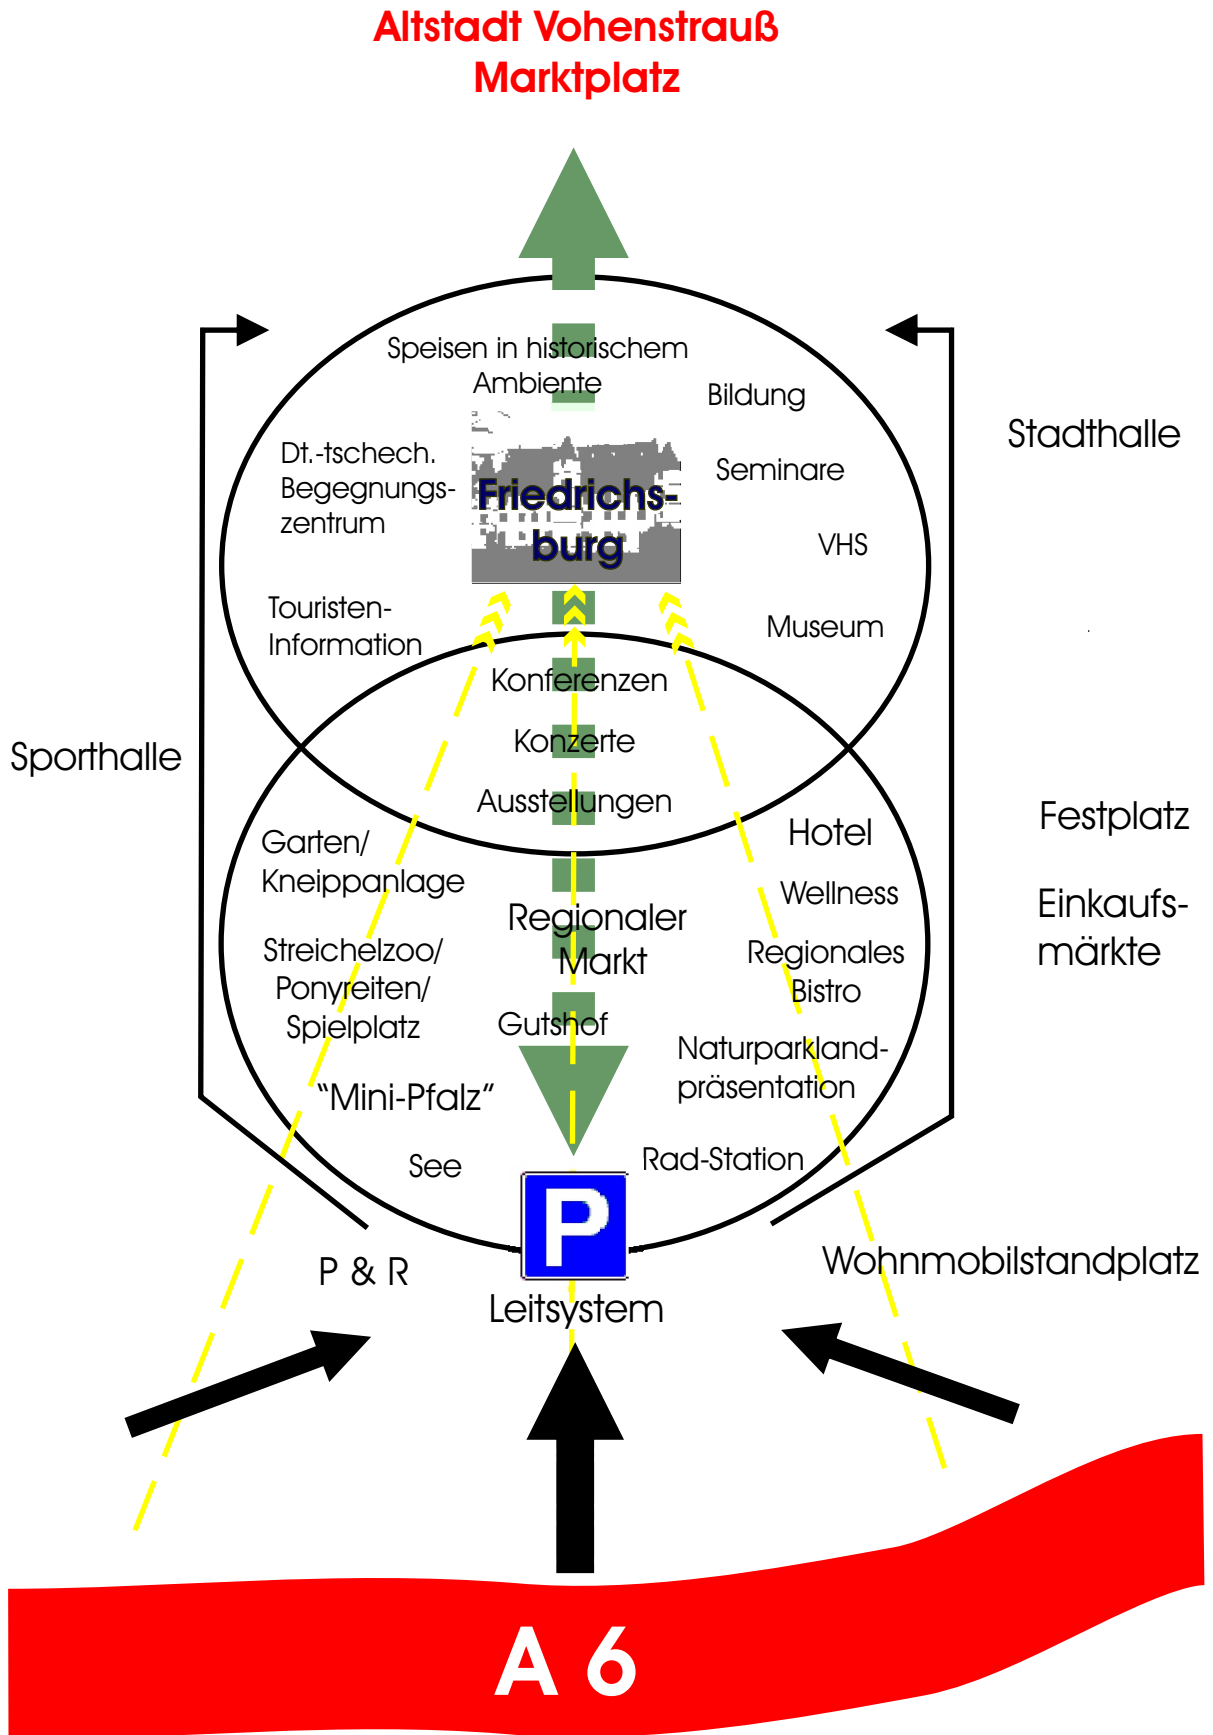 Altstadt Vohenstrauß
Marktplatz
Speisen in historischem
Ambiente
Bildung
Stadthalle
Dt.-tschech.
Begegnungs-
zentrum
Seminare
Friedrichs-
burg
VHS
Touristen-
Information
Museum
Konferenzen
Konzerte
Sporthalle
Ausstellungen
Festplatz
Hotel
Garten/
Kneippanlage
Wellness
Einkaufs-
märkte
Regionaler
Markt
Streichelzoo/
Ponyreiten/
Spielplatz
Regionales
Bistro
Gutshof
Naturparkland-
präsentation
"Mini-Pfalz"
See
Rad-Station
P
P & R
Wohnmobilstandplatz
Leitsystem
A 6